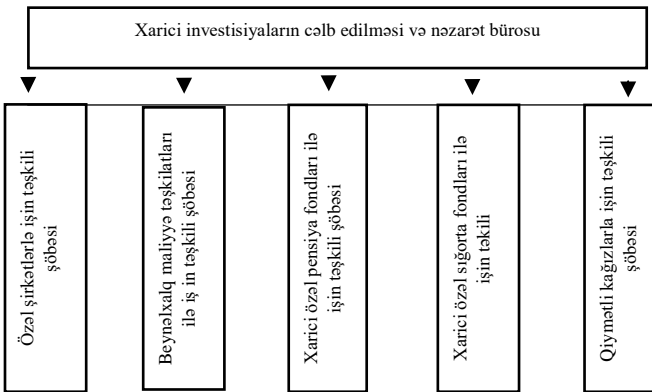 Xarici investisiyaların cəlb edilməsi və nəzarət bürosu
Özəl şirkətlərlə işin təşkili
şöbəsi
Beynəlxalq maliyyə təşkilatları
ilə iş in təşkili şöbəsi
Xarici özəl pensiya fondları ilə
işin təşkili şöbəsi
Xarici özəl sığorta fondları ilə
işin təkili
Qiymətli kağızlarla işin təşkili
şöbəsi